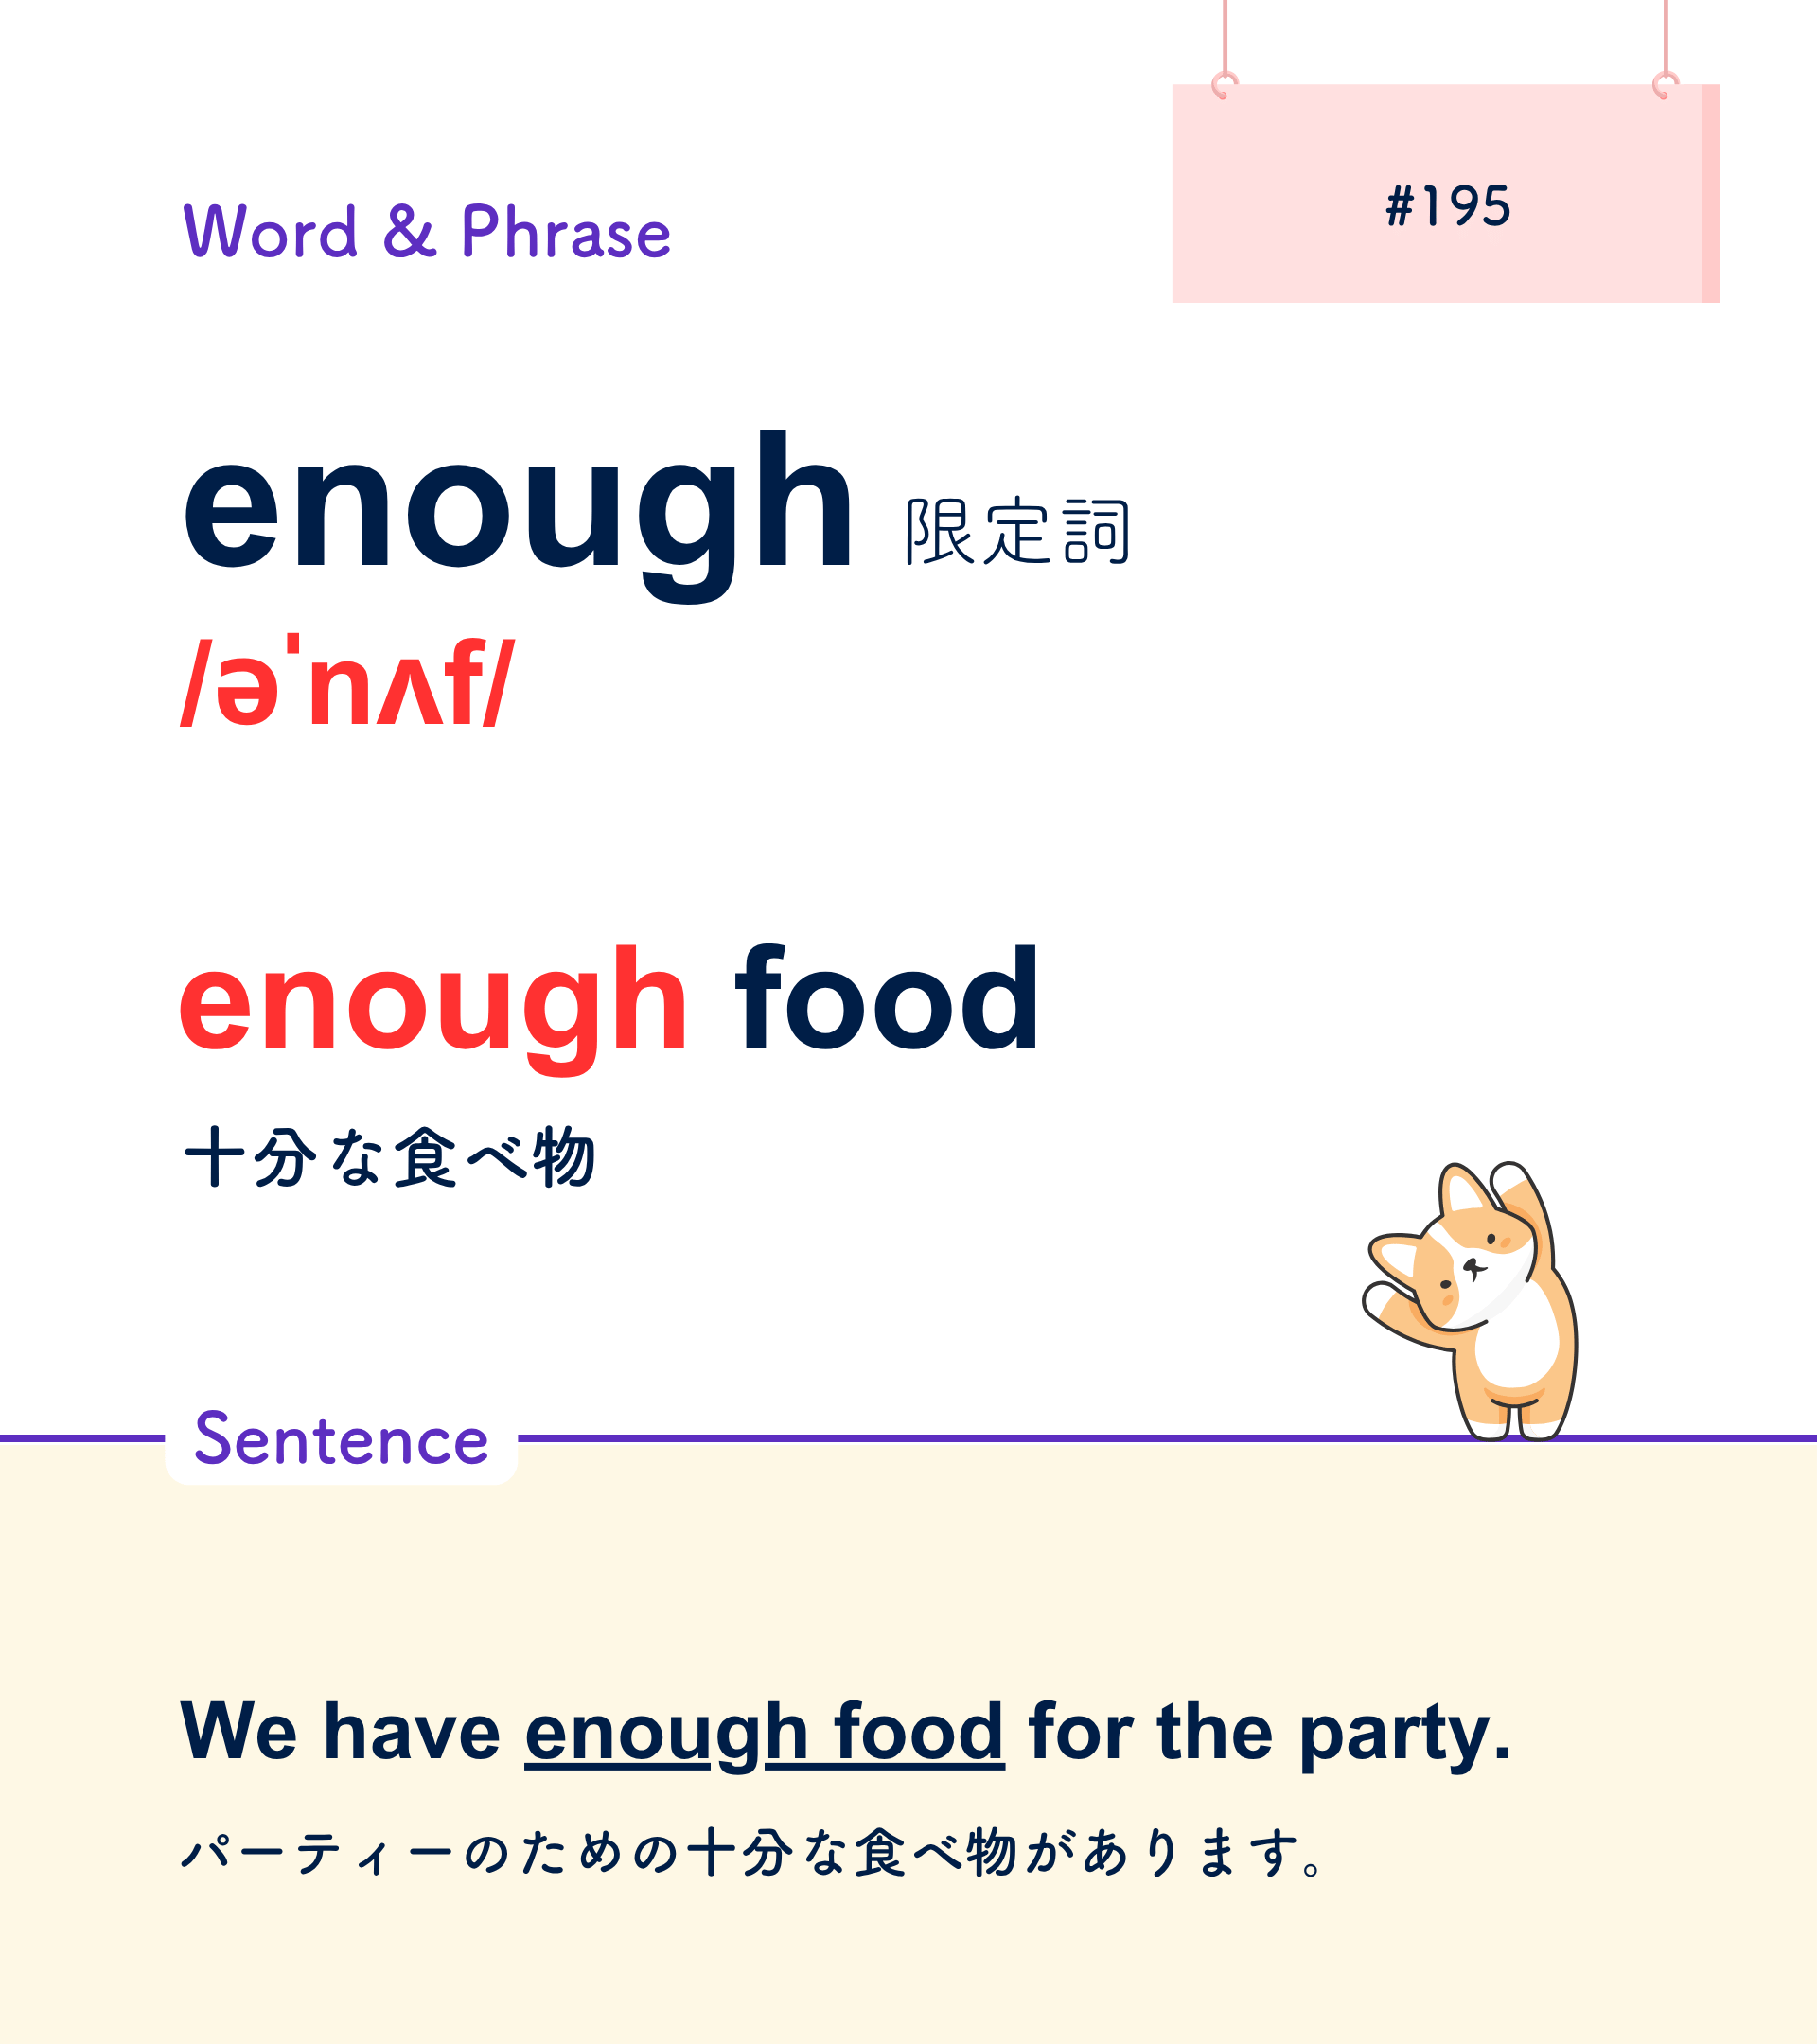 Word & Phrase
#195
enough 限定詞
/əˈnʌf/
enough food
十分な食べ物
Sentence
We have enough food for the party.
パーティーのための十分な食べ物があります。